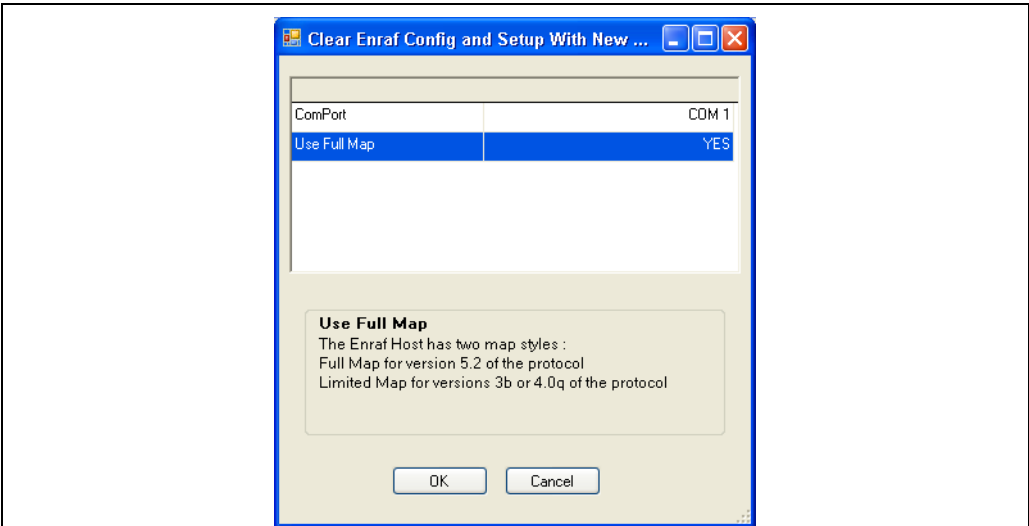 Clear Enraf Config and Setup With New ...
ComPort COM 1
Use Full Map YES
Use Full Map
The Enraf Host has two map styles :
Full Map for version 5.2 of the protocol
Limited Map for versions 3b or 4.0q of the protocol
OK Cancel